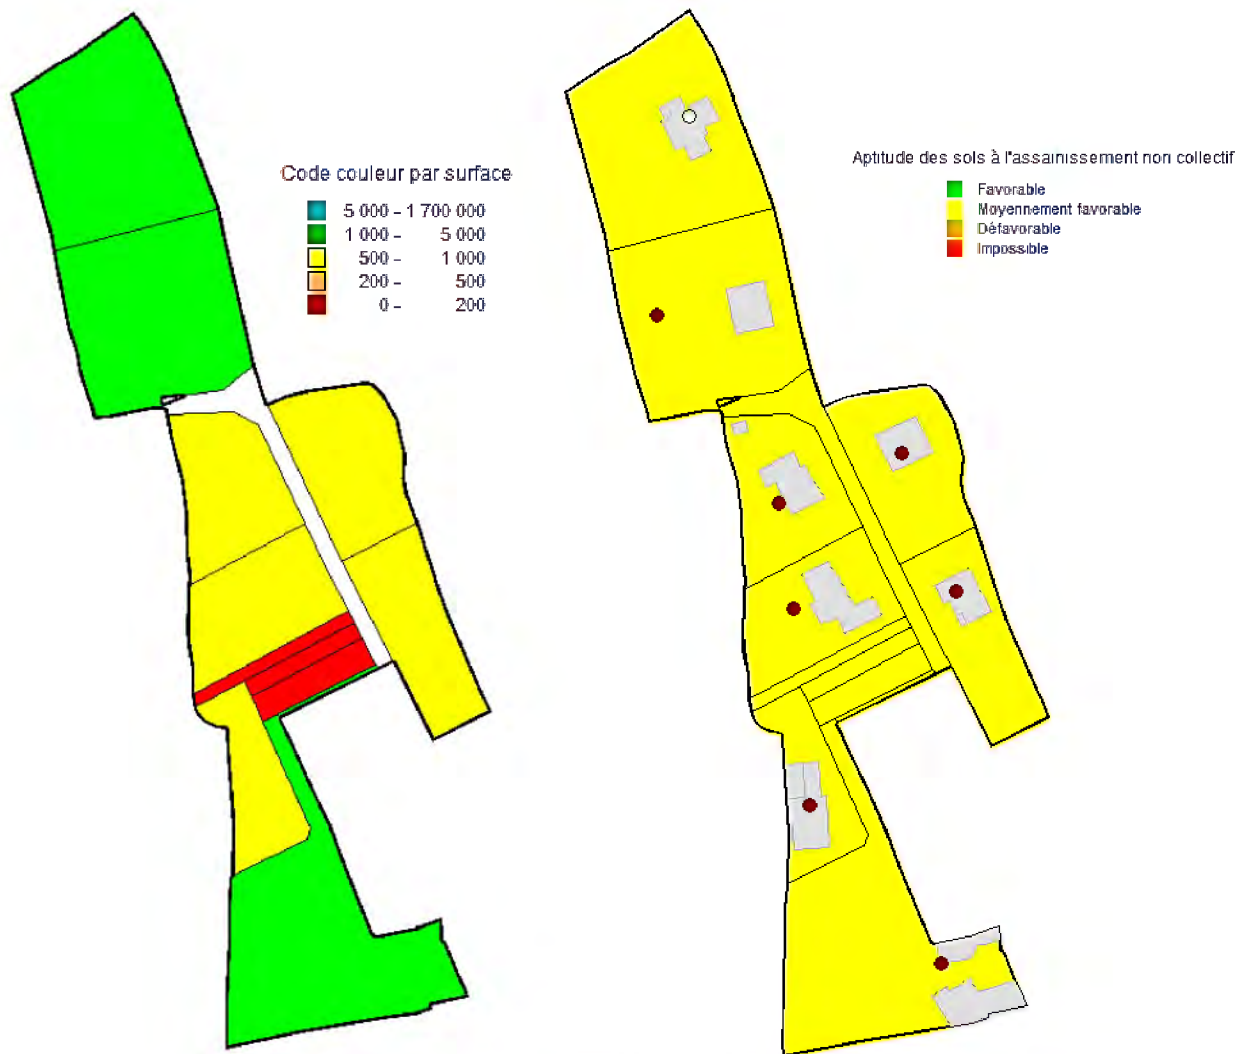 Code couleur par surface
5 000 - 1 700 000
1 000 - 5 000
500 - 1 000
200 - 500
0 - 200
Aptitude des sols à l'assainissement non collectif
Favorable
Moyennement favorable
Défavorable
Impossible